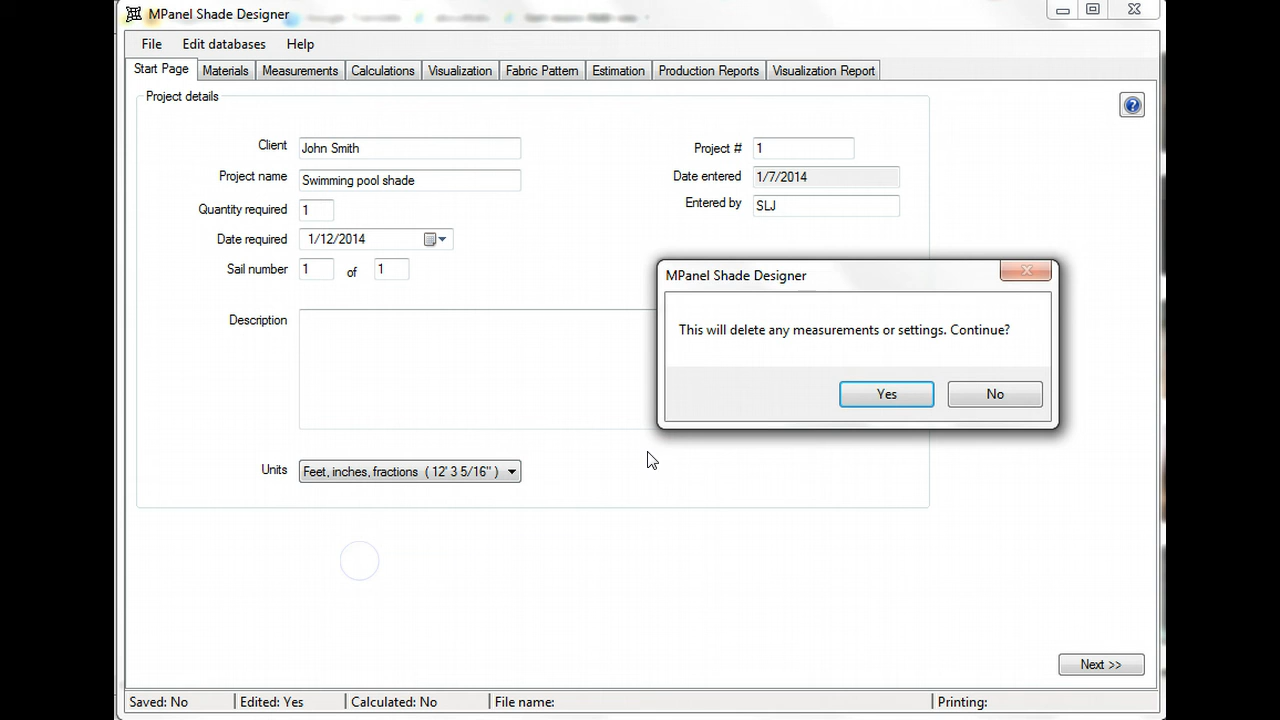 MPanel Shade Designer
File Edit databases Help
Start Page Materials Measurements Calculations Visualization Fabric Pattern Estimation Production Reports Visualization Report
Project details
Client John Smith Project # 1
Project name Swimming pool shade Date entered 1/7/2014
Quantity required 1 Entered by SLJ
Date required 1/12/2014
Sail number 1 of 1
MPanel Shade Designer
Description
This will delete any measurements or settings. Continue?
Yes No
Units Feet, inches, fractions ( 12' 3 5/16" )
Next >>
Saved: No Edited: Yes Calculated: No File name: Printing: